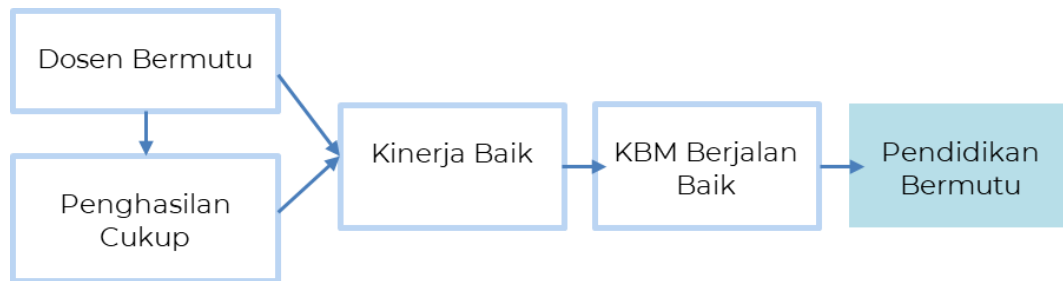 Dosen Bermutu
Penghasilan
Cukup
Kinerja Baik
KBM Berjalan
Baik
Pendidikan
Bermutu